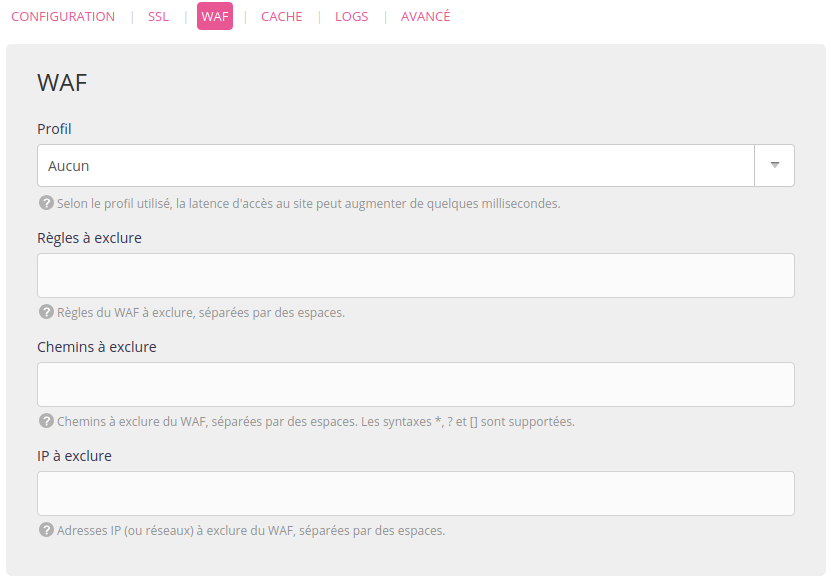 CONFIGURATION | SSL | WAF | CACHE | LOGS | AVANCÉ
WAF
Profil
Aucun
? Selon le profil utilisé, la latence d'accès au site peut augmenter de quelques millisecondes.
Règles à exclure
? Règles du WAF à exclure, séparées par des espaces.
Chemins à exclure
? Chemins à exclure du WAF, séparées par des espaces. Les syntaxes *, ? et [] sont supportées.
IP à exclure
? Adresses IP (ou réseaux) à exclure du WAF, séparées par des espaces.